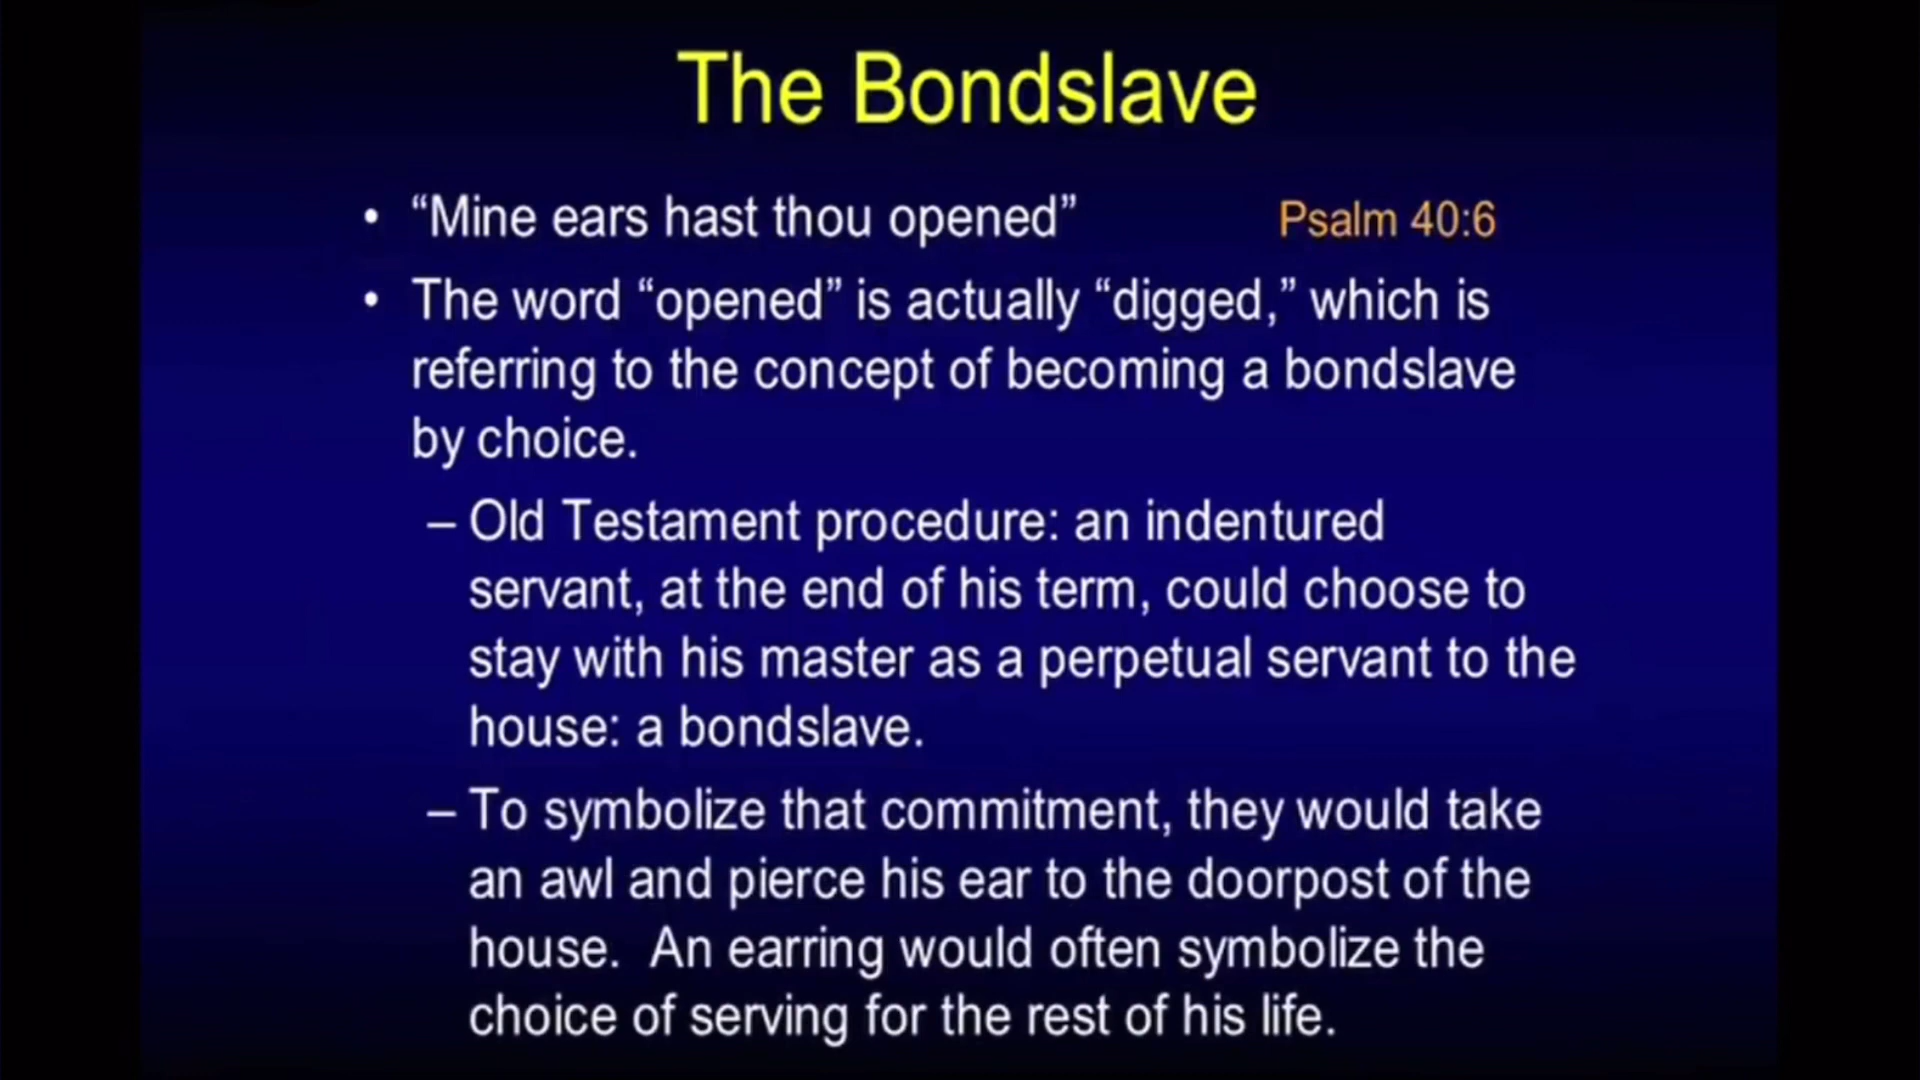 The Bondslave
• “Mine ears hast thou opened” Psalm 40:6
• The word “opened” is actually “digged,” which is
referring to the concept of becoming a bondslave
by choice.
– Old Testament procedure: an indentured
servant, at the end of his term, could choose to
stay with his master as a perpetual servant to the
house: a bondslave.
– To symbolize that commitment, they would take
an awl and pierce his ear to the doorpost of the
house.  An earring would often symbolize the
choice of serving for the rest of his life.